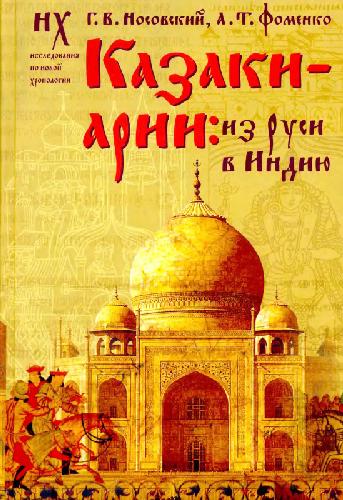 НХ
исследования
по новой
хронологии
Г. В. Носовский, А. Т. Фоменко
Казаки-
арии: из руси
в Индию